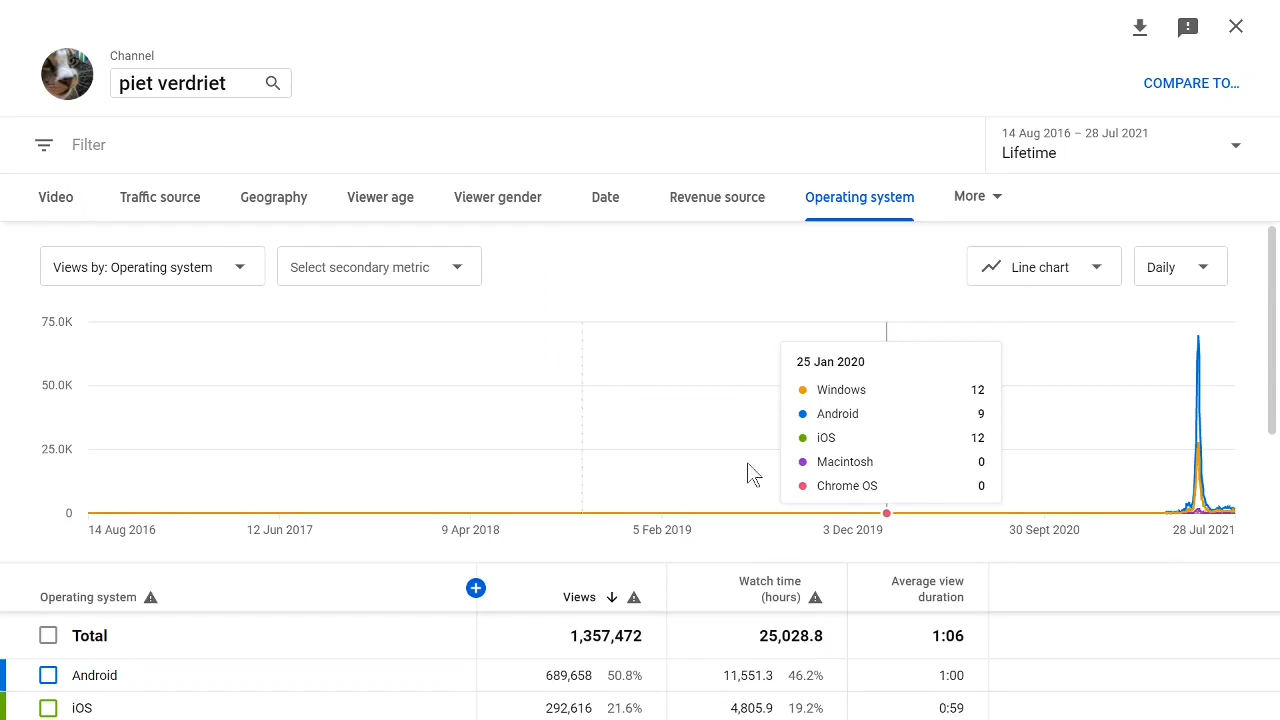 Channel
piet verdriet
COMPARE TO...
Filter
14 Aug 2016 – 28 Jul 2021
Lifetime
Video Traffic source Geography Viewer age Viewer gender Date Revenue source Operating system More
Views by: Operating system Select secondary metric Line chart Daily
75.0K
50.0K
25.0K
0
25 Jan 2020
Windows 12
Android 9
iOS 12
Macintosh 0
Chrome OS 0
14 Aug 2016 12 Jun 2017 9 Apr 2018 5 Feb 2019 3 Dec 2019 30 Sept 2020 28 Jul 2021
Operating system Views Watch time (hours) Average view duration
Total 1,357,472 25,028.8 1:06
Android 689,658 50.8% 11,551.3 46.2% 1:00
iOS 292,616 21.6% 4,805.9 19.2% 0:59